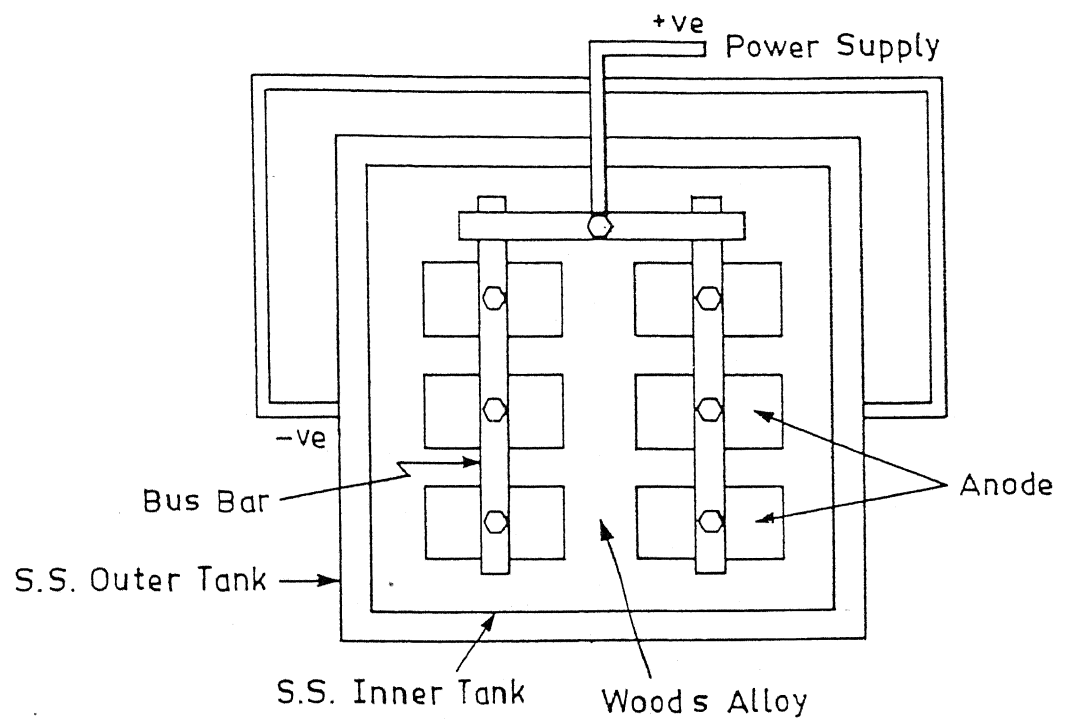 +ve
Power Supply
-ve
Bus Bar
Anode
S.S. Outer Tank
S.S. Inner Tank
Woods Alloy